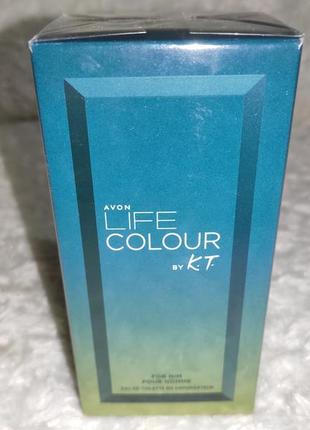 AVON
LIFE
COLOUR
BY K.T.
FOR HIM
POUR HOMME
EAU DE TOILETTE EN VAPORISATEUR